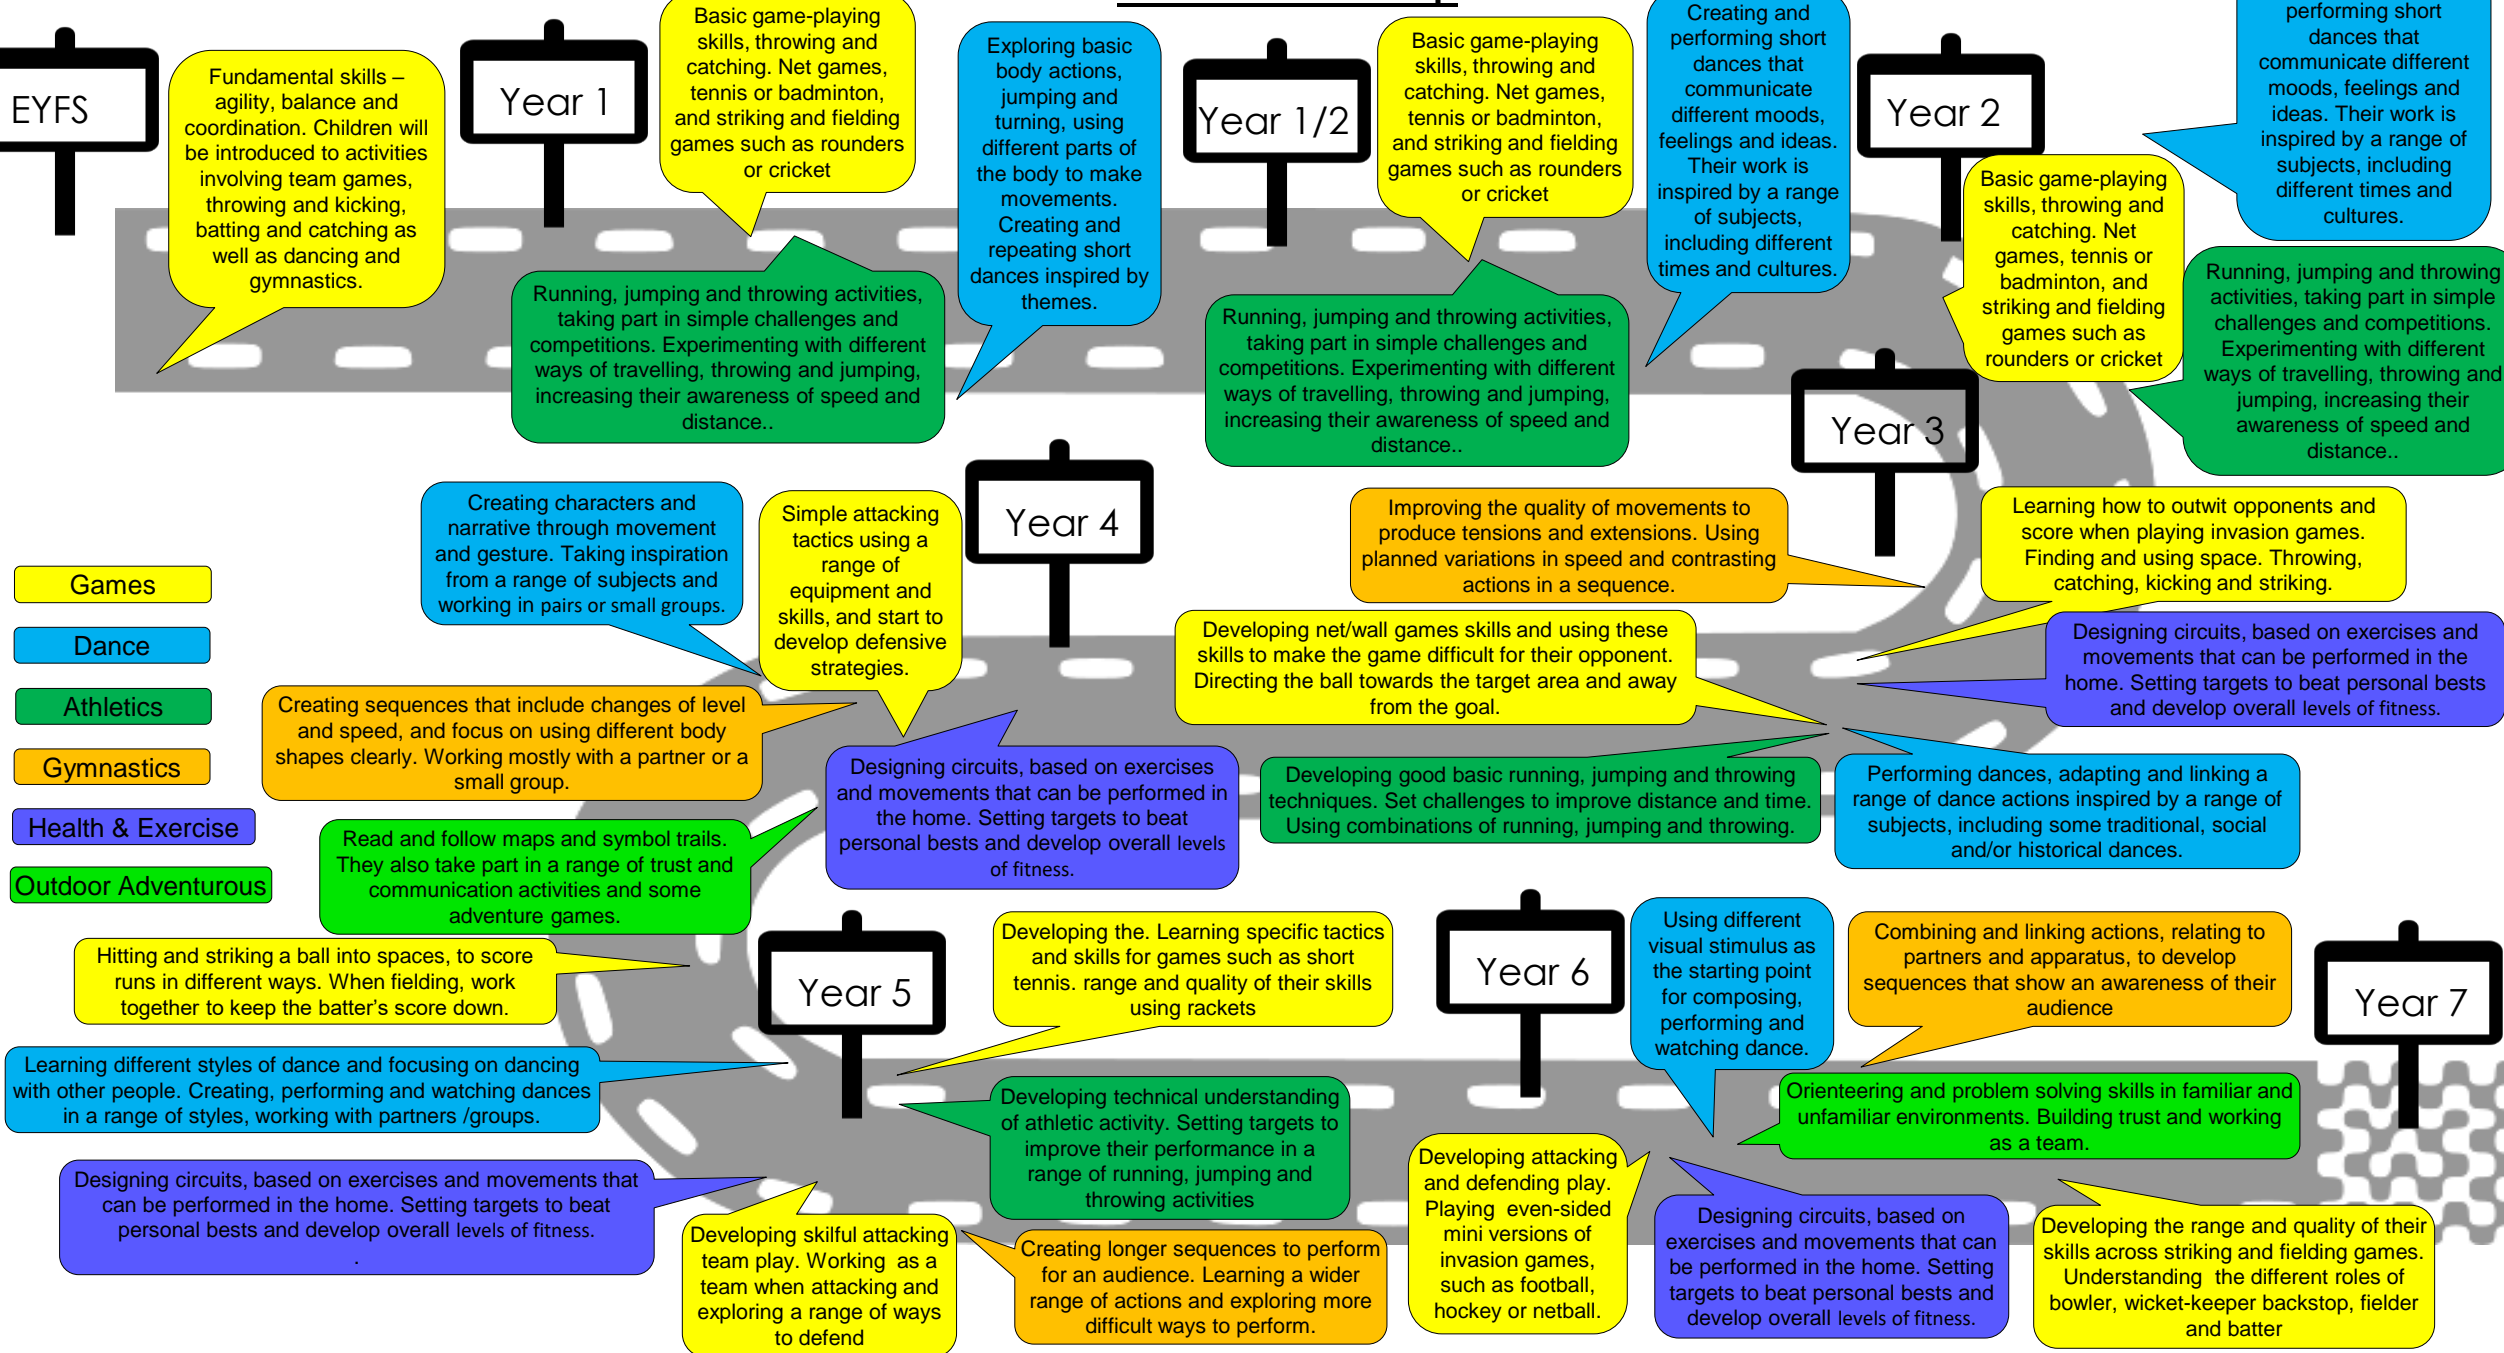 EYFS
Fundamental skills –
agility, balance and
coordination. Children will
be introduced to activities
involving team games,
throwing and kicking,
batting and catching as
well as dancing and
gymnastics.
Year 1
Basic game-playing
skills, throwing and
catching. Net games,
tennis or badminton,
and striking and fielding
games such as rounders
or cricket
Running, jumping and throwing activities,
taking part in simple challenges and
competitions. Experimenting with different
ways of travelling, throwing and jumping,
increasing their awareness of speed and
distance..
Exploring basic
body actions,
jumping and
turning, using
different parts of
the body to make
movements.
Creating and
repeating short
dances inspired by
themes.
Year 1/2
Basic game-playing
skills, throwing and
catching. Net games,
tennis or badminton,
and striking and fielding
games such as rounders
or cricket
Running, jumping and throwing activities,
taking part in simple challenges and
competitions. Experimenting with different
ways of travelling, throwing and jumping,
increasing their awareness of speed and
distance..
Creating and
performing short
dances that
communicate
different moods,
feelings and ideas.
Their work is
inspired by a range
of subjects,
including different
times and cultures.
Year 2
Basic game-playing
skills, throwing and
catching. Net
games, tennis or
badminton, and
striking and fielding
games such as
rounders or cricket
performing short
dances that
communicate different
moods, feelings and
ideas. Their work is
inspired by a range of
subjects, including
different times and
cultures.
Running, jumping and throwing
activities, taking part in simple
challenges and competitions.
Experimenting with different
ways of travelling, throwing and
jumping, increasing their
awareness of speed and
distance..
Year 3
Improving the quality of movements to
produce tensions and extensions. Using
planned variations in speed and contrasting
actions in a sequence.
Learning how to outwit opponents and
score when playing invasion games.
Finding and using space. Throwing,
catching, kicking and striking.
Developing net/wall games skills and using these
skills to make the game difficult for their opponent.
Directing the ball towards the target area and away
from the goal.
Designing circuits, based on exercises and
movements that can be performed in the
home. Setting targets to beat personal bests
and develop overall levels of fitness.
Developing good basic running, jumping and throwing
techniques. Set challenges to improve distance and time.
Using combinations of running, jumping and throwing.
Performing dances, adapting and linking a
range of dance actions inspired by a range of
subjects, including some traditional, social
and/or historical dances.
Year 4
Creating characters and
narrative through movement
and gesture. Taking inspiration
from a range of subjects and
working in pairs or small groups.
Simple attacking
tactics using a
range of
equipment and
skills, and start to
develop defensive
strategies.
Creating sequences that include changes of level
and speed, and focus on using different body
shapes clearly. Working mostly with a partner or a
small group.
Designing circuits, based on exercises
and movements that can be performed in
the home. Setting targets to beat
personal bests and develop overall levels
of fitness.
Read and follow maps and symbol trails.
They also take part in a range of trust and
communication activities and some
adventure games.
Games
Dance
Athletics
Gymnastics
Health & Exercise
Outdoor Adventurous
Hitting and striking a ball into spaces, to score
runs in different ways. When fielding, work
together to keep the batter's score down.
Year 5
Developing the. Learning specific tactics
and skills for games such as short
tennis. range and quality of their skills
using rackets
Learning different styles of dance and focusing on dancing
with other people. Creating, performing and watching dances
in a range of styles, working with partners /groups.
Developing technical understanding
of athletic activity. Setting targets to
improve their performance in a
range of running, jumping and
throwing activities
Designing circuits, based on exercises and movements that
can be performed in the home. Setting targets to beat
personal bests and develop overall levels of fitness.
.
Developing skilful attacking
team play. Working as a
team when attacking and
exploring a range of ways
to defend
Creating longer sequences to perform
for an audience. Learning a wider
range of actions and exploring more
difficult ways to perform.
Year 6
Using different
visual stimulus as
the starting point
for composing,
performing and
watching dance.
Combining and linking actions, relating to
partners and apparatus, to develop
sequences that show an awareness of their
audience
Orienteering and problem solving skills in familiar and
unfamiliar environments. Building trust and working
as a team.
Developing attacking
and defending play.
Playing even-sided
mini versions of
invasion games,
such as football,
hockey or netball.
Designing circuits, based on
exercises and movements that can
be performed in the home. Setting
targets to beat personal bests and
develop overall levels of fitness.
Developing the range and quality of their
skills across striking and fielding games.
Understanding the different roles of
bowler, wicket-keeper backstop, fielder
and batter
Year 7